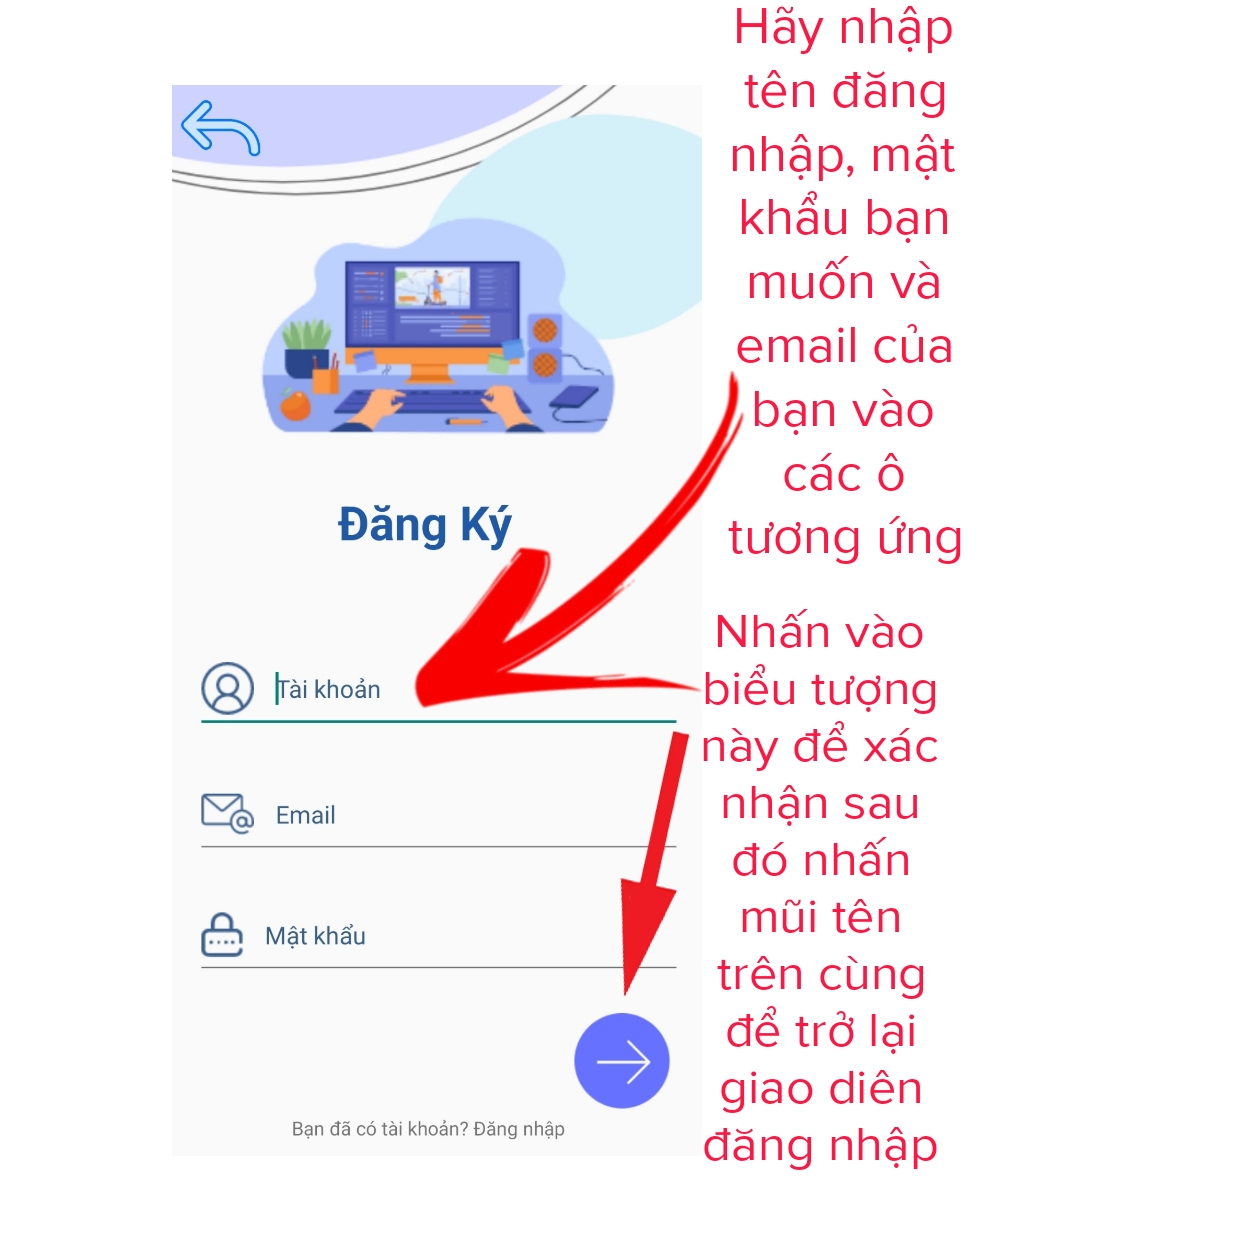 Hãy nhập
tên đăng
nhập, mật
khẩu bạn
muốn và
email của
bạn vào
các ô
tương ứng
Đăng Ký
Tài khoản
Email
Mật khẩu
Bạn đã có tài khoản? Đăng nhập
Nhấn vào
biểu tượng
này để xác
nhận sau
đó nhấn
mũi tên
trên cùng
để trở lại
giao diên
đăng nhập